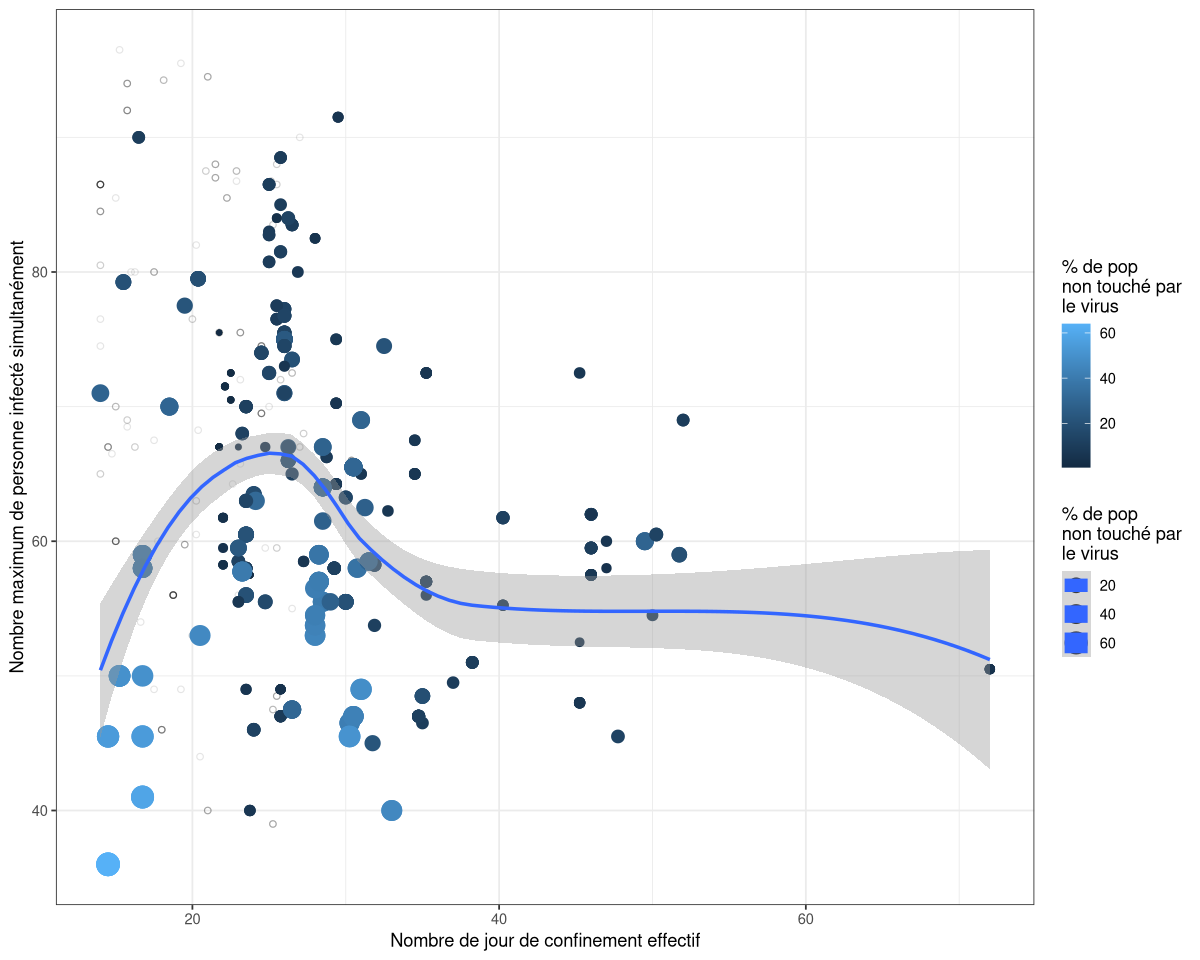 Nombre maximum de personne infecté simultanément
80
60
40
20
40
60
Nombre de jour de confinement effectif
% de pop
non touché par
le virus
60
40
20
% de pop
non touché par
le virus
20
40
60